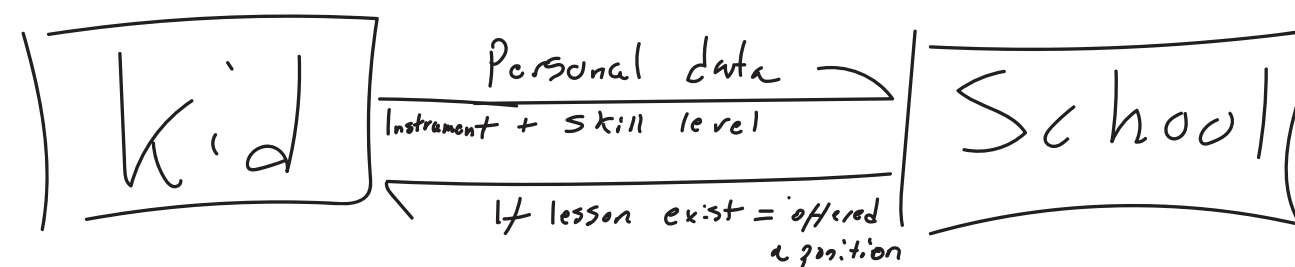 Kid
Personal data
Instrument + skill level
School
If lesson exist = offered
a position